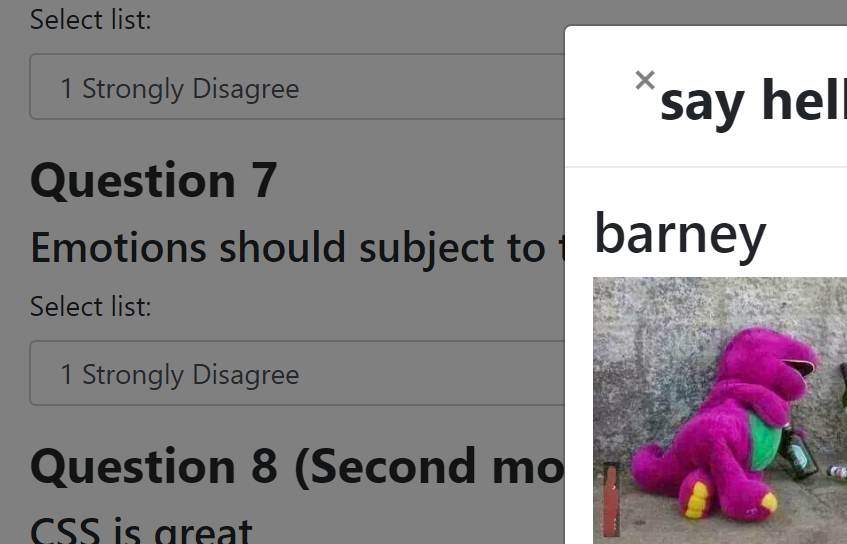 Select list:
1 Strongly Disagree
Question 7
Emotions should subject to
Select list:
1 Strongly Disagree
Question 8 (Second mo
CSS is great
×
say hell
barney